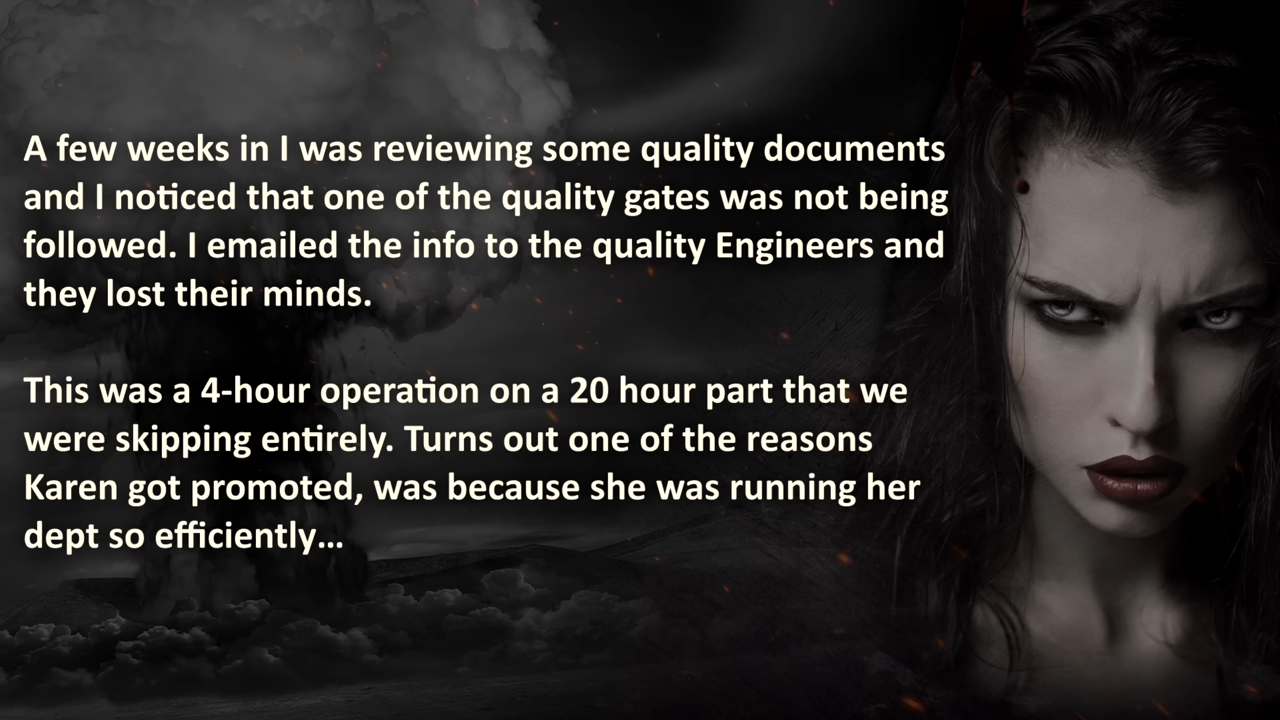 A few weeks in I was reviewing some quality documents
and I noticed that one of the quality gates was not being
followed. I emailed the info to the quality Engineers and
they lost their minds.
This was a 4-hour operation on a 20 hour part that we
were skipping entirely. Turns out one of the reasons
Karen got promoted, was because she was running her
dept so efficiently…